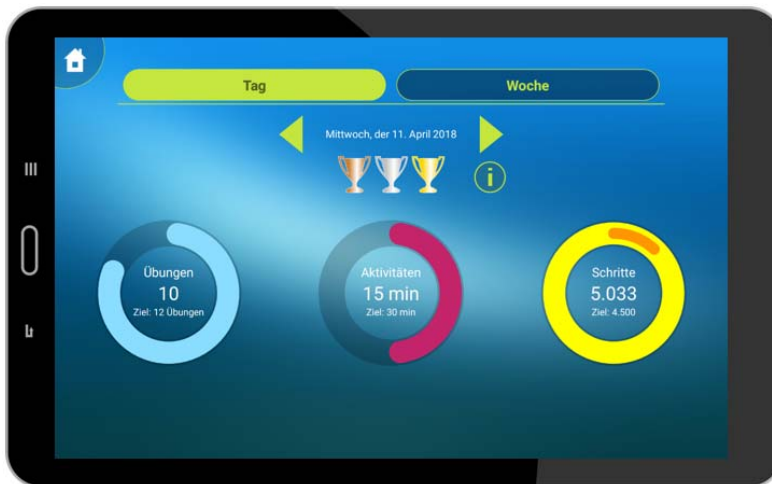 Tag
Woche
Mittwoch, der 11. April 2018
i
Übungen
10
Ziel: 12 Übungen
Aktivitäten
15 min
Ziel: 30 min
Schritte
5.033
Ziel: 4.500